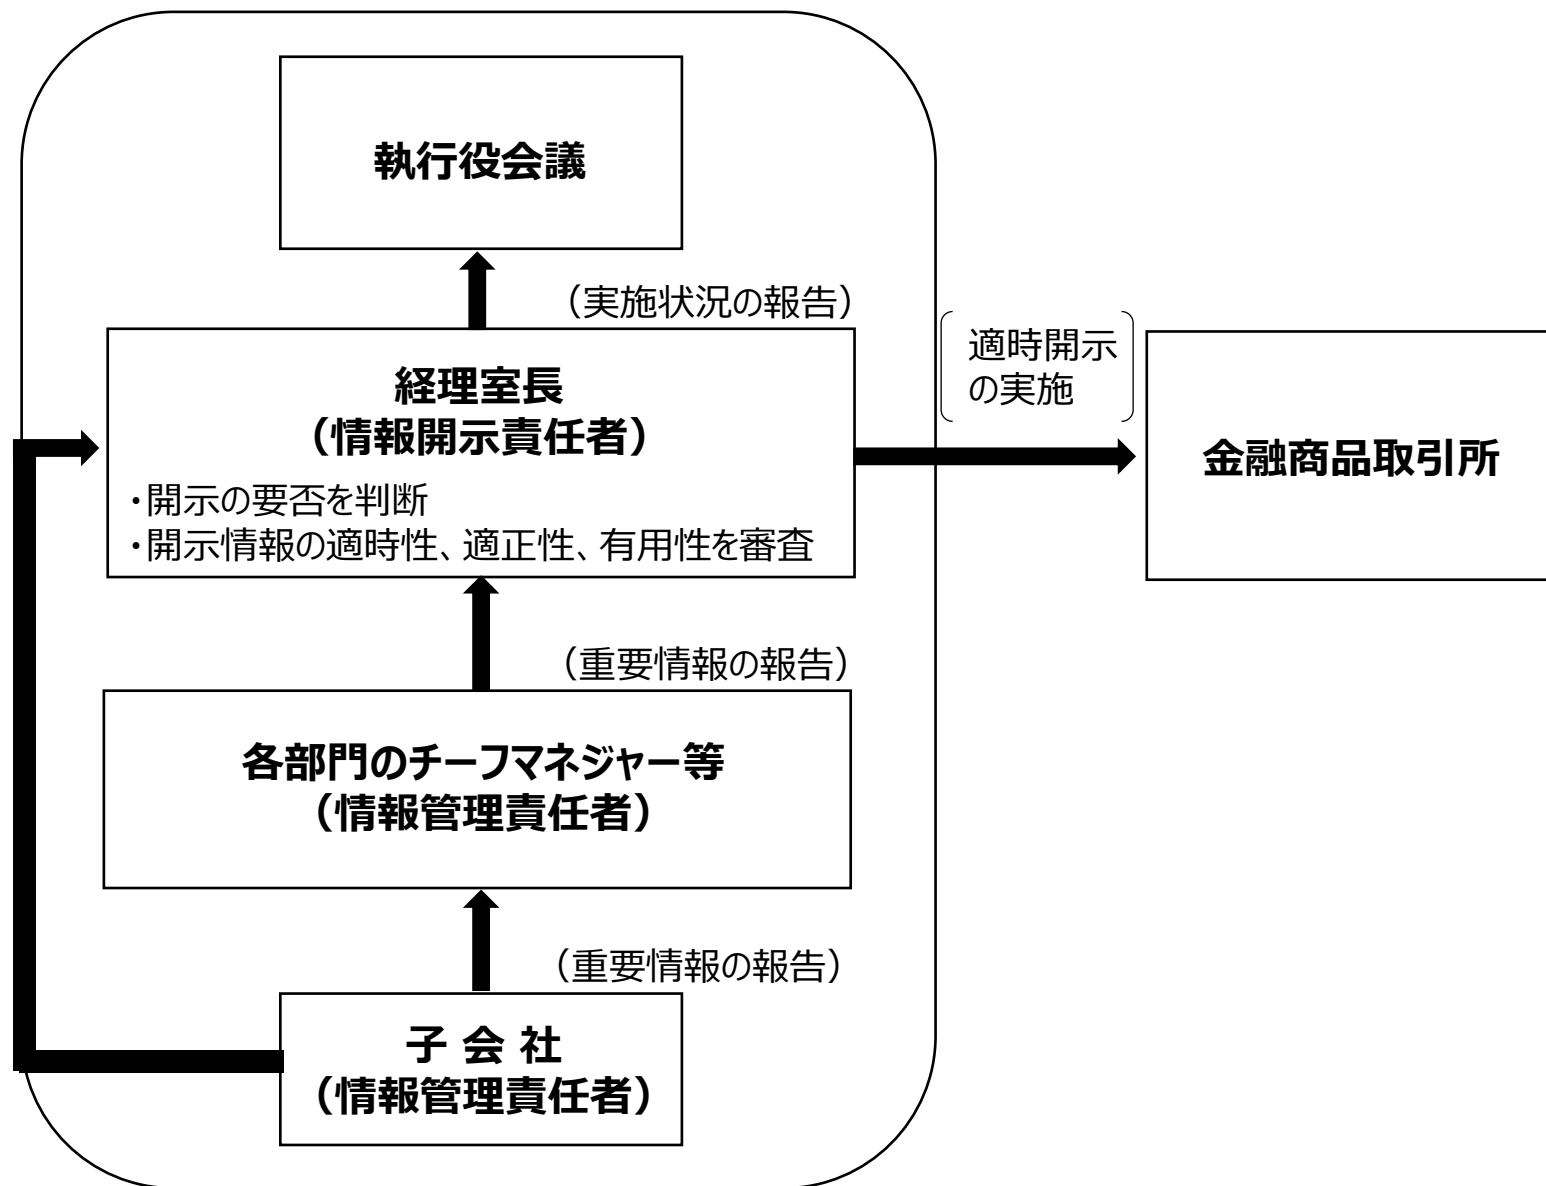 執行役会議
（実施状況の報告）
経理室長
（情報開示責任者）
・開示の要否を判断
・開示情報の適時性、適正性、有用性を審査
適時開示
の実施
金融商品取引所
（重要情報の報告）
各部門のチーフマネジャー等
（情報管理責任者）
（重要情報の報告）
子 会 社
（情報管理責任者）